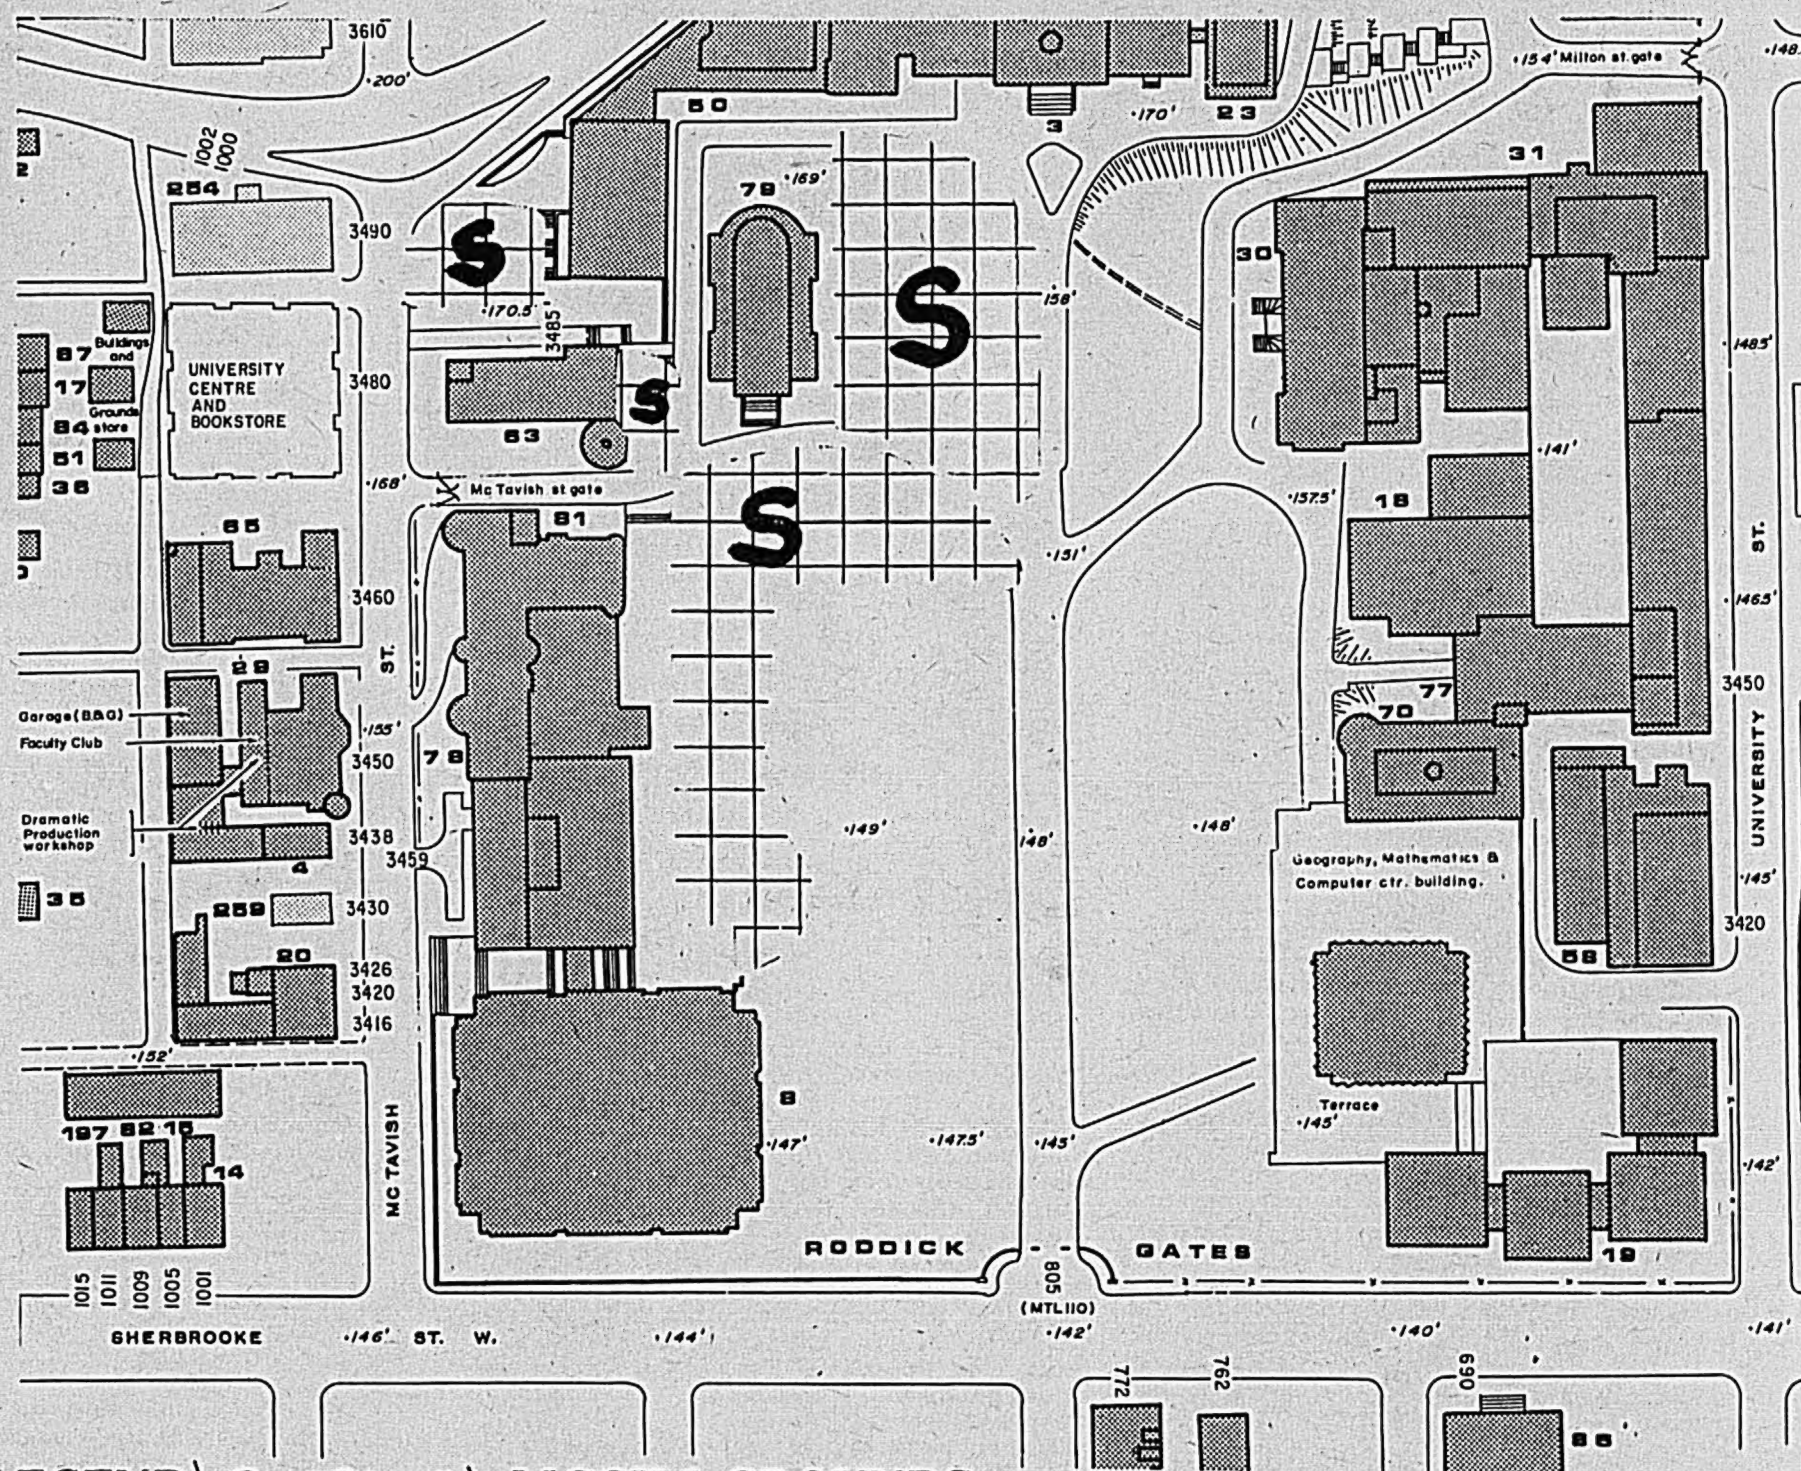 3610
·200'
50
3
·170'
23
·154' Milton st. gate
·148.
1002
1000
2
254
3490
S
79
·169'
31
30
158'
S
·170.5'
3485
87
Buildings
and
17
Grounds
store
84
51
36
UNIVERSITY
CENTRE
AND
BOOKSTORE
3480
S
63
·1485'
·141'
·168'
Mc Tavish st gate
81
S
·157.5'
18
·151'
65
3460
ST.
ST.
·1465'
29
Garage (B&G)
Faculty Club
·155'
3450
78
77
70
3450
UNIVERSITY
Dramatic
Production
workshop
3438
4
3459
·149'
148'
·148'
Geography, Mathematics &
Computer ctr. building.
·145'
35
259
3430
3420
58
20
3426
3420
3416
·152'
MC TAVISH
8
Terrace
·145'
197
82
15
14
·147'
·147.5'
·145'
·142'
RODDICK GATES
19
1015
1011
1009
1005
1001
805
(MTL110)
SHERBROOKE ·146' ST. W. ·144' ·142' ·140' ·141'
772
762
690